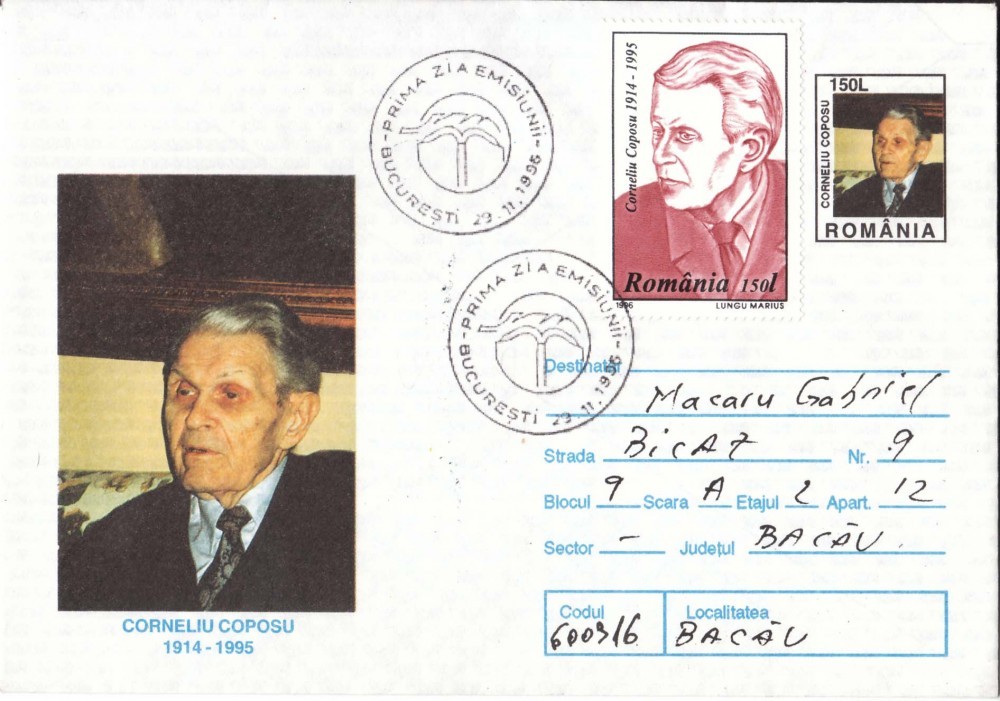 PRIMA ZI A EMISIUNII
BUCUREȘTI 29.11.1996
Corneliu Coposu 1914 - 1995
România 150l
1996 LUNGU MARIUS
150L
CORNELIU COPOSU
ROMÂNIA
PRIMA ZI A EMISIUNII
BUCUREȘTI 29.11.1996
Destinatar
Macaru Gabriel
Strada BICAZ Nr. 9
Blocul 9 Scara A Etajul 2 Apart. 12
Sector - Județul BACĂU
Codul Localitatea
600316 BACĂU
CORNELIU COPOSU
1914 - 1995